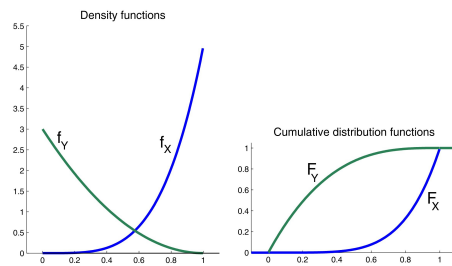 Density functions
5.5
5
4.5
4
3.5
3
2.5
2
1.5
1
0.5
0
0 0.2 0.4 0.6 0.8 1
f_Y
f_X
Cumulative distribution functions
1
0.8
0.6
0.4
0.2
0
0 0.2 0.4 0.6 0.8 1
F_Y
F_X